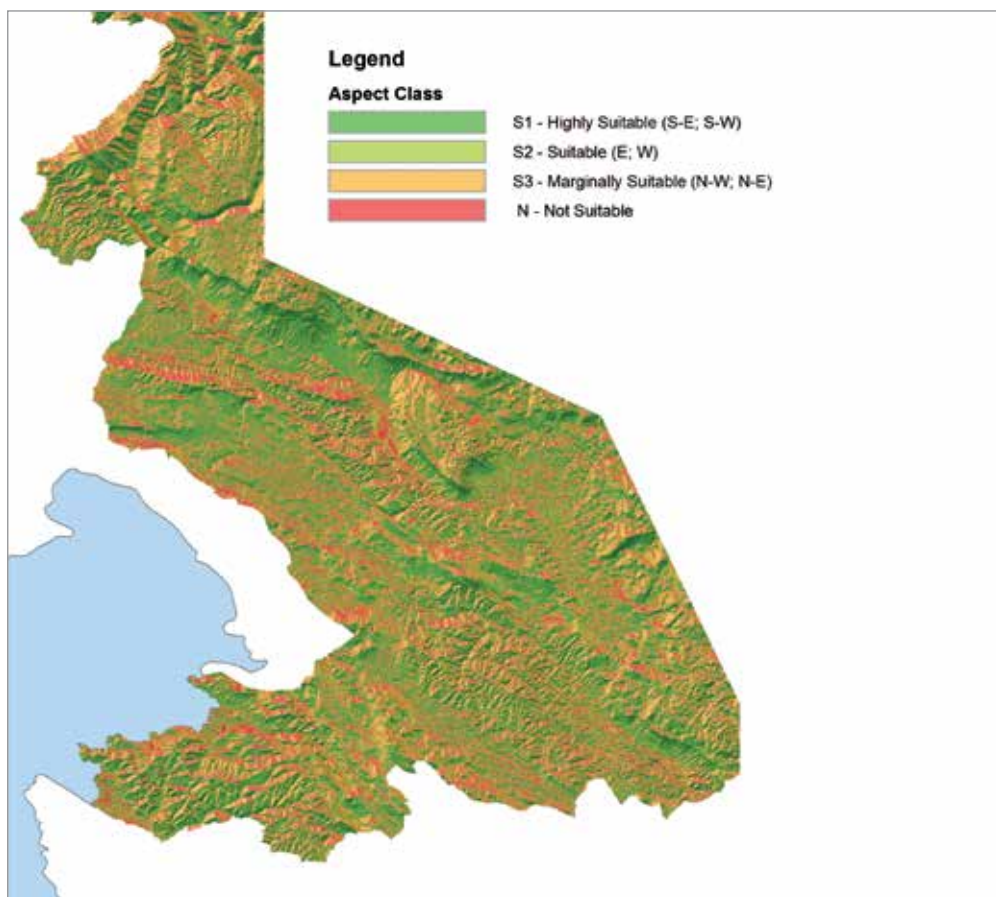 Legend
Aspect Class
S1 - Highly Suitable (S-E; S-W)
S2 - Suitable (E; W)
S3 - Marginally Suitable (N-W; N-E)
N - Not Suitable